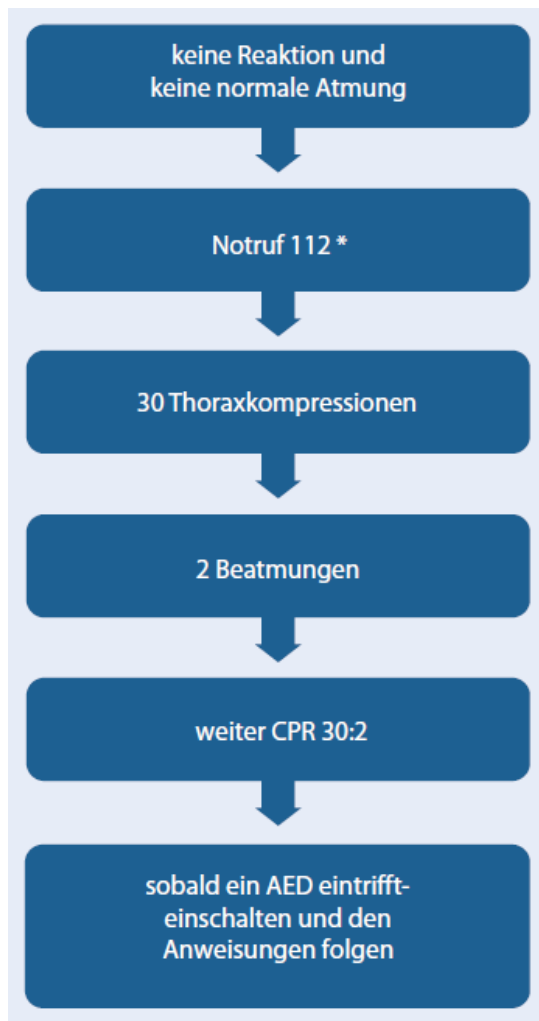 keine Reaktion und
keine normale Atmung
Notruf 112 *
30 Thoraxkompressionen
2 Beatmungen
weiter CPR 30:2
sobald ein AED eintrifft-
einschalten und den
Anweisungen folgen